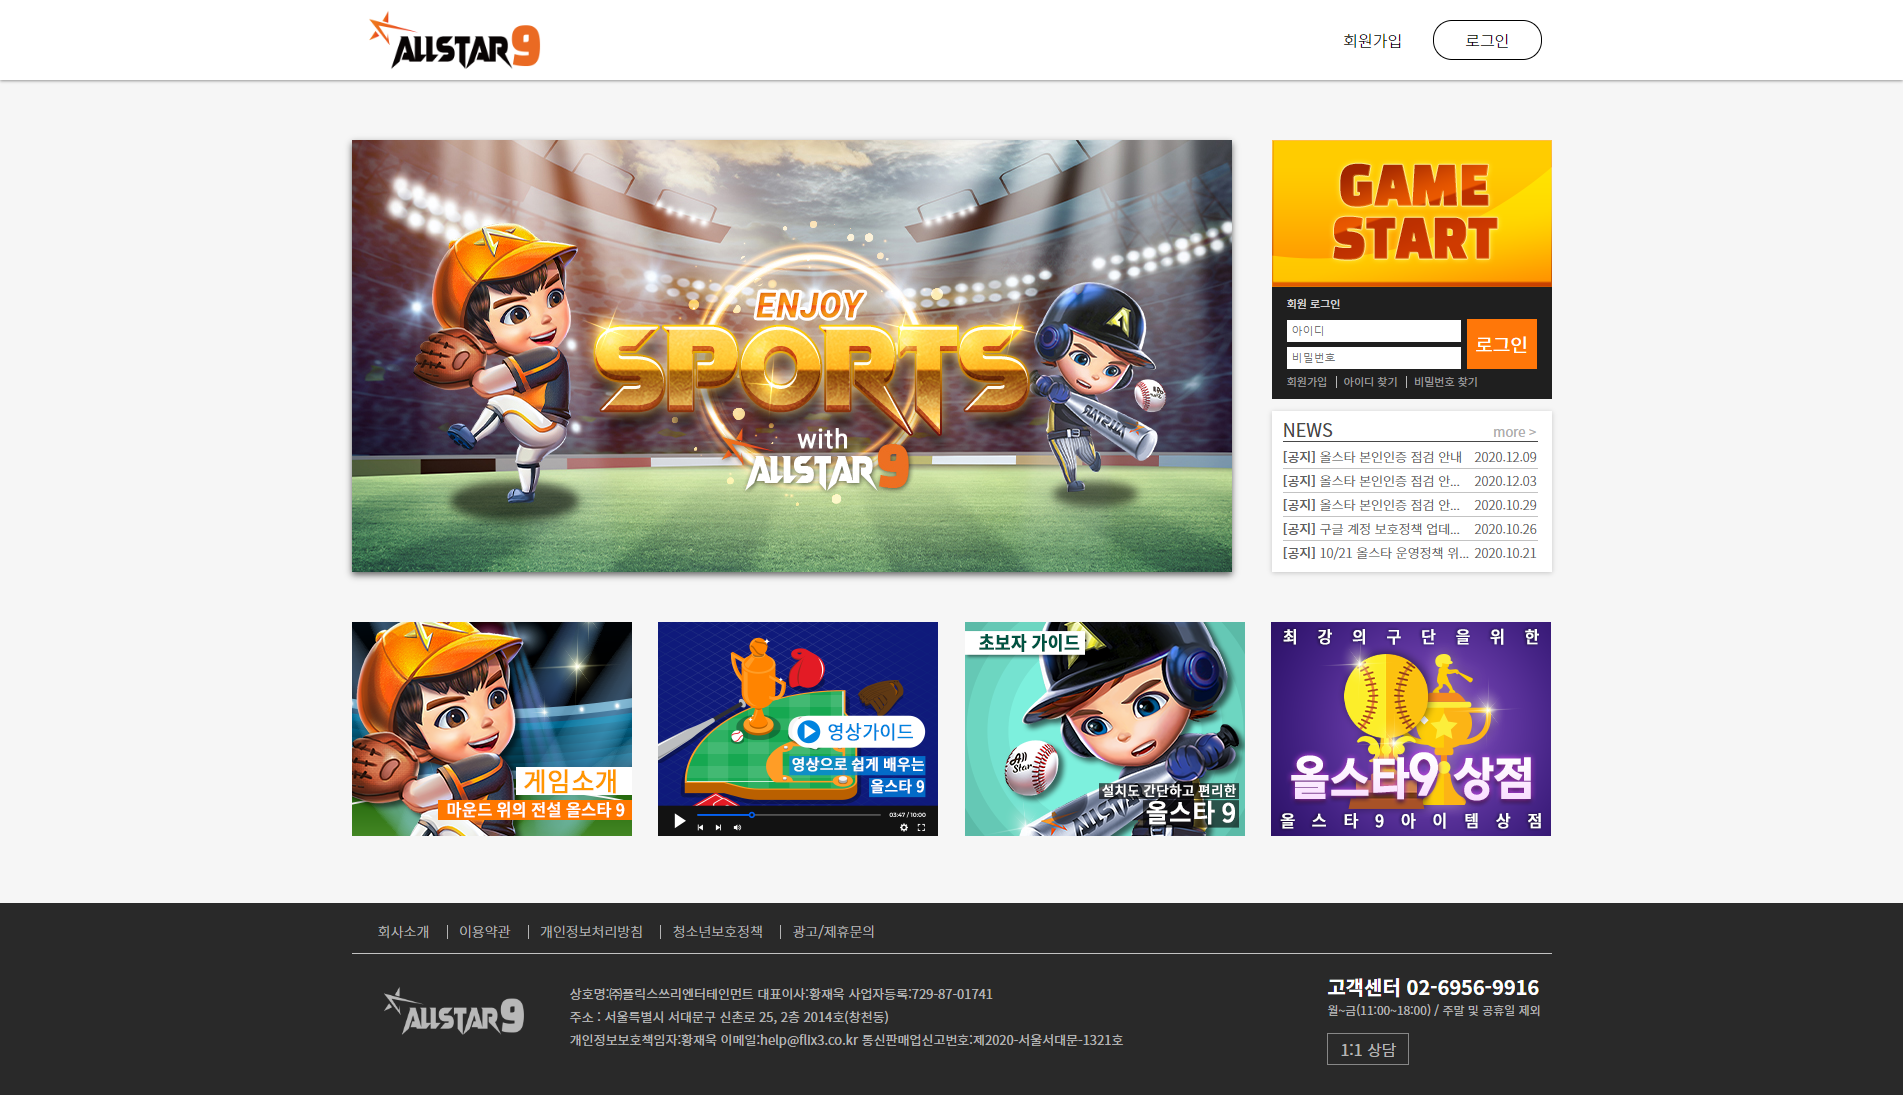 ALLSTAR9
회원가입
로그인
ENJOY
SPORTS
with
ALLSTAR9
ALLSTAR
13
GAME
START
회원 로그인
아이디
비밀번호
로그인
회원가입 | 아이디 찾기 | 비밀번호 찾기
NEWS more >
[공지] 올스타 본인인증 점검 안내 2020.12.09
[공지] 올스타 본인인증 점검 안... 2020.12.03
[공지] 올스타 본인인증 점검 안... 2020.10.29
[공지] 구글 계정 보호정책 업데... 2020.10.26
[공지] 10/21 올스타 운영정책 위... 2020.10.21
게임소개
마운드 위의 전설 올스타 9
영상가이드
영상으로 쉽게 배우는
올스타 9
03:47 / 10:00
초보자 가이드
All
Star
설치도 간단하고 편리한
올스타 9
최 강 의 구 단 을 위 한
올스타9 상점
올 스 타 9 아 이 템 상 점
회사소개 | 이용약관 | 개인정보처리방침 | 청소년보호정책 | 광고/제휴문의
ALLSTAR9
상호명:㈜플릭스쓰리엔터테인먼트 대표이사:황재욱 사업자등록:729-87-01741
주소 : 서울특별시 서대문구 신촌로 25, 2층 2014호(창천동)
개인정보보호책임자:황재욱 이메일:help@flix3.co.kr 통신판매업신고번호:제2020-서울서대문-1321호
고객센터 02-6956-9916
월~금(11:00~18:00) / 주말 및 공휴일 제외
1:1 상담